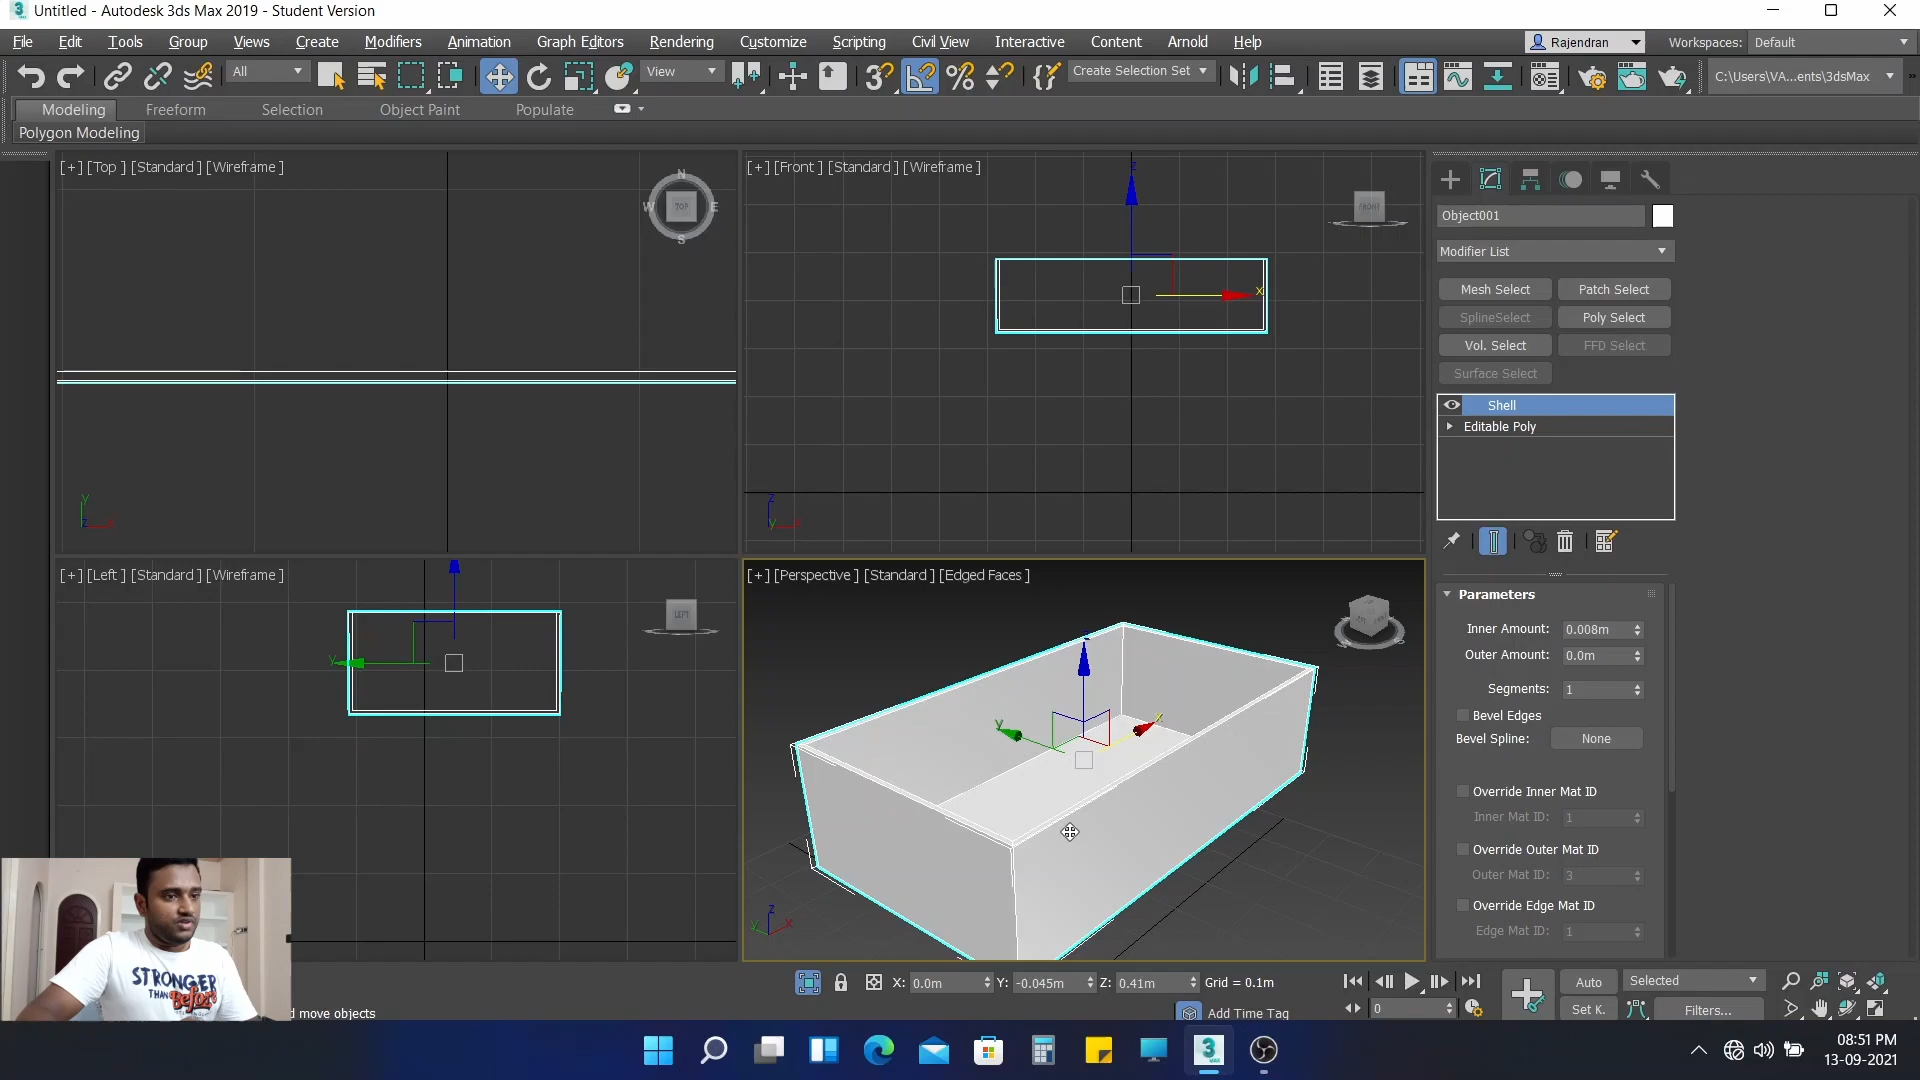 Untitled - Autodesk 3ds Max 2019 - Student Version
File Edit Tools Group Views Create Modifiers Animation Graph Editors Rendering Customize Scripting Civil View Interactive Content Arnold Help Rajendran Workspaces: Default
All View Create Selection Set C:\Users\VA...ents\3dsMax
Modeling Freeform Selection Object Paint Populate
Polygon Modeling
[+] [Top ] [Standard ] [Wireframe ]
[+] [Front ] [Standard ] [Wireframe ]
N
W TOP E
S
FRONT
z
x
y
z
z
y
[+] [Left ] [Standard ] [Wireframe ]
LEFT
y
[+] [Perspective ] [Standard ] [Edged Faces ]
y
x
z
y x
Object001
Modifier List
Mesh Select Patch Select
SplineSelect Poly Select
Vol. Select FFD Select
Surface Select
Shell
Editable Poly
Parameters
Inner Amount: 0.008m
Outer Amount: 0.0m
Segments: 1
Bevel Edges
Bevel Spline: None
Override Inner Mat ID
Inner Mat ID: 1
Override Outer Mat ID
Outer Mat ID: 3
Override Edge Mat ID
Edge Mat ID: 1
STRONGER
THAN Before
d move objects
X: 0.0m Y: -0.045m Z: 0.41m Grid = 0.1m
Add Time Tag
0
Auto Selected
Set K. Filters...
3
MAX
08:51 PM
13-09-2021